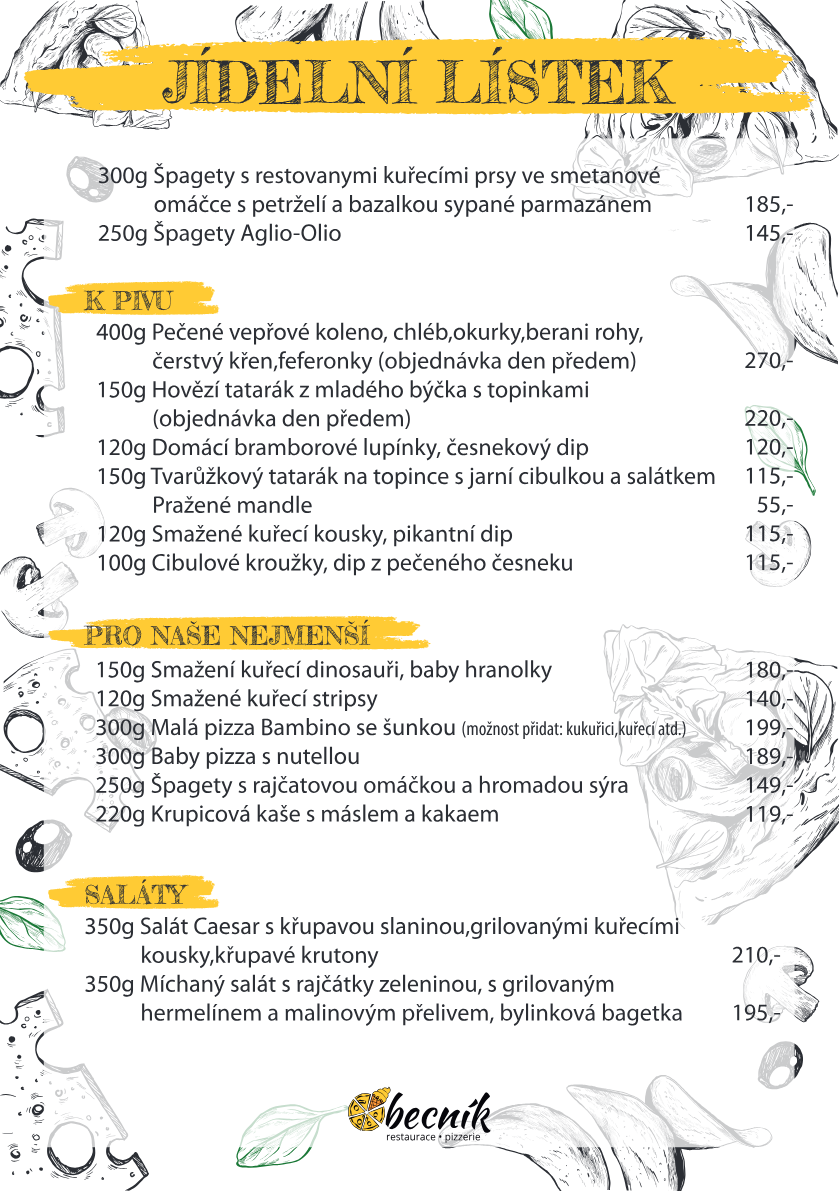 JÍDELNÍ LÍSTEK
300g Špagety s restovanymi kuřecími prsy ve smetanové
omáčce s petrželí a bazalkou sypané parmazánem 185,-
250g Špagety Aglio-Olio 145,-
K PIVU
400g Pečené vepřové koleno, chléb,okurky,berani rohy,
čerstvý křen,feferonky (objednávka den předem) 270,-
150g Hovězí tatarák z mladého býčka s topinkami
(objednávka den předem) 220,-
120g Domácí bramborové lupínky, česnekový dip 120,-
150g Tvarůžkový tatarák na topince s jarní cibulkou a salátkem 115,-
Pražené mandle 55,-
120g Smažené kuřecí kousky, pikantní dip 115,-
100g Cibulové kroužky, dip z pečeného česneku 115,-
PRO NAŠE NEJMENŠÍ
150g Smažení kuřecí dinosauři, baby hranolky 180,-
120g Smažené kuřecí stripsy 140,-
300g Malá pizza Bambino se šunkou (možnost přidat: kukuřici,kuřecí atd.) 199,-
300g Baby pizza s nutellou 189,-
250g Špagety s rajčatovou omáčkou a hromadou sýra 149,-
220g Krupicová kaše s máslem a kakaem 119,-
SALÁTY
350g Salát Caesar s křupavou slaninou,grilovanými kuřecími
kousky,křupavé krutony 210,-
350g Míchaný salát s rajčátky zeleninou, s grilovaným
hermelínem a malinovým přelivem, bylinková bagetka 195,-
Obecník
restaurace • pizzerie